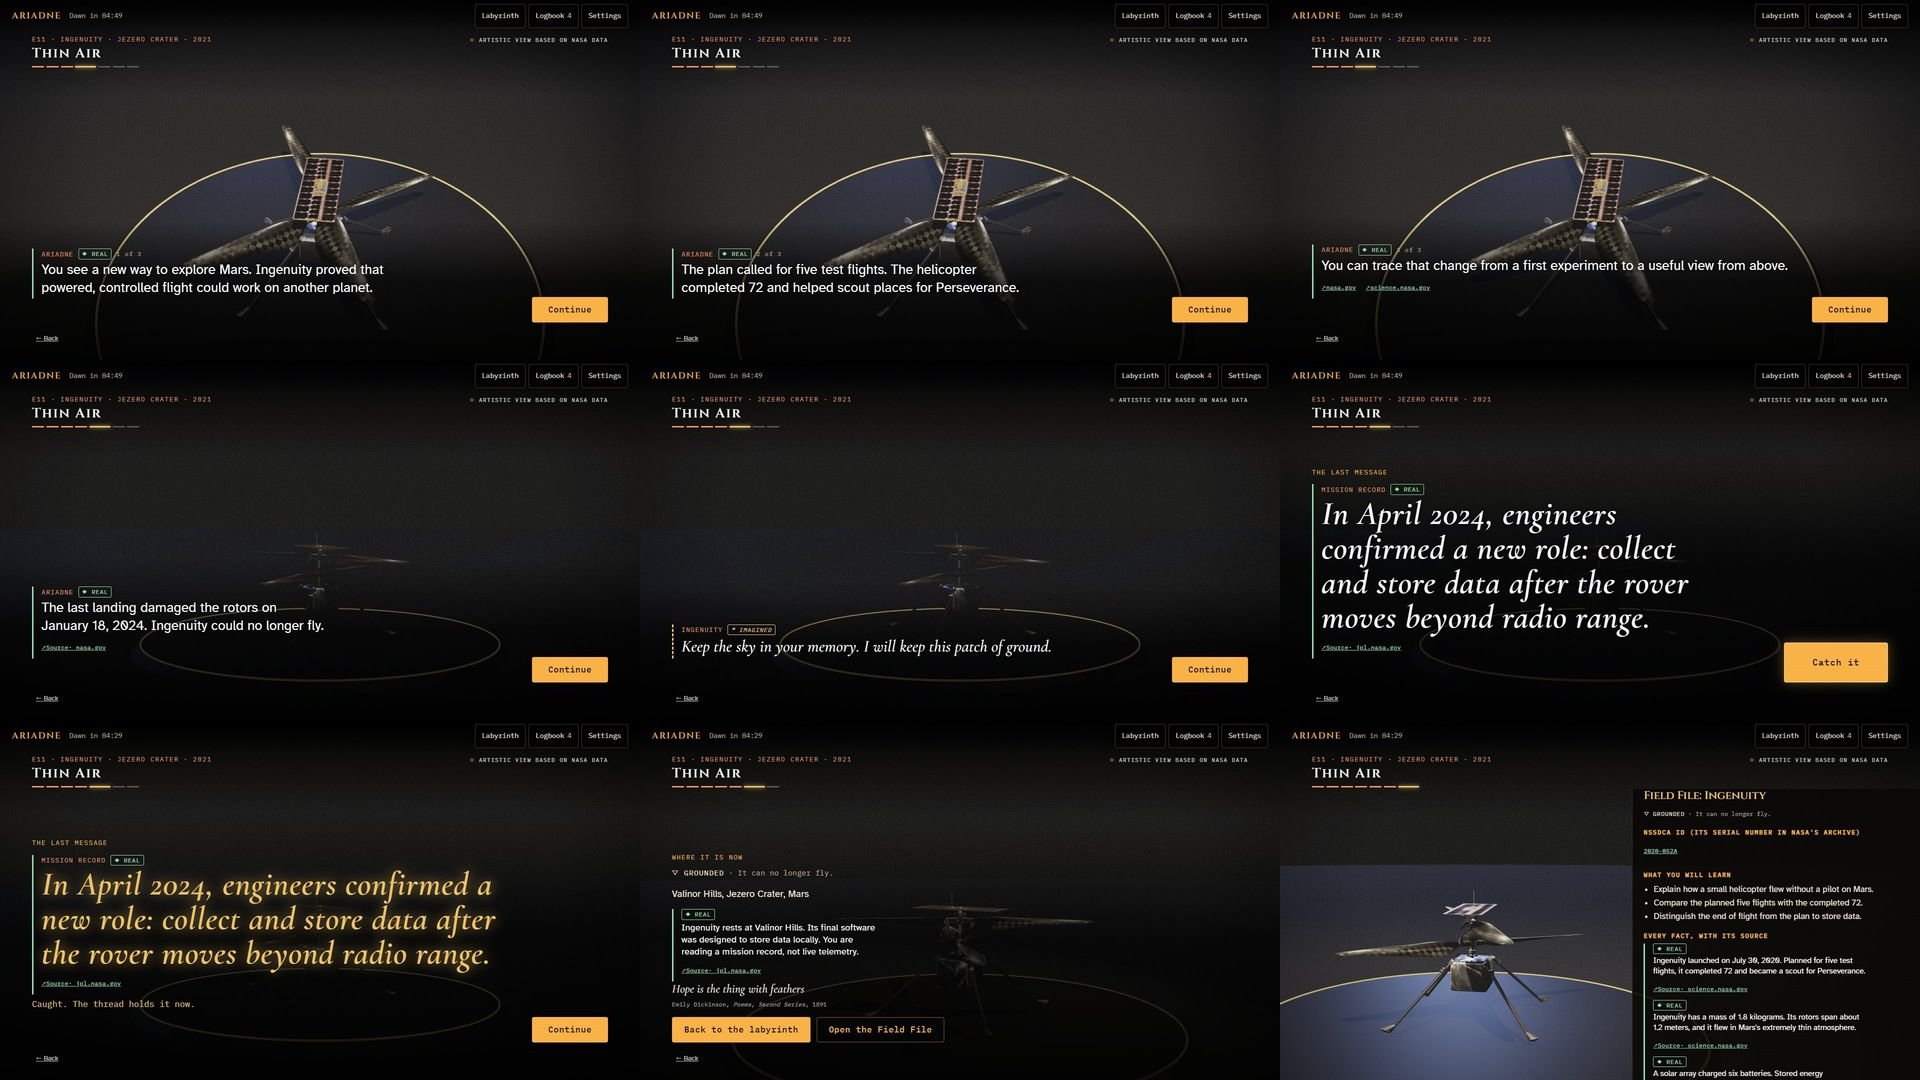 ARIADNE Dawn in 04:49
Labyrinth Logbook 4 Settings
E11 · INGENUITY · JEZERO CRATER · 2021
ARTISTIC VIEW BASED ON NASA DATA
THIN AIR
ARIADNE REAL 1 of 3
You see a new way to explore Mars. Ingenuity proved that
powered, controlled flight could work on another planet.
Continue
← Back
ARIADNE Dawn in 04:49
Labyrinth Logbook 4 Settings
E11 · INGENUITY · JEZERO CRATER · 2021
ARTISTIC VIEW BASED ON NASA DATA
THIN AIR
ARIADNE REAL 2 of 3
The plan called for five test flights. The helicopter
completed 72 and helped scout places for Perseverance.
Continue
← Back
ARIADNE Dawn in 04:49
Labyrinth Logbook 4 Settings
E11 · INGENUITY · JEZERO CRATER · 2021
ARTISTIC VIEW BASED ON NASA DATA
THIN AIR
ARIADNE REAL 3 of 3
You can trace that change from a first experiment to a useful view from above.
↗nasa.gov ↗science.nasa.gov
Continue
← Back
ARIADNE Dawn in 04:49
Labyrinth Logbook 4 Settings
E11 · INGENUITY · JEZERO CRATER · 2021
ARTISTIC VIEW BASED ON NASA DATA
THIN AIR
ARIADNE REAL
The last landing damaged the rotors on
January 18, 2024. Ingenuity could no longer fly.
↗Source· nasa.gov
Continue
← Back
ARIADNE Dawn in 04:49
Labyrinth Logbook 4 Settings
E11 · INGENUITY · JEZERO CRATER · 2021
ARTISTIC VIEW BASED ON NASA DATA
THIN AIR
INGENUITY IMAGINED
Keep the sky in your memory. I will keep this patch of ground.
Continue
← Back
ARIADNE Dawn in 04:49
Labyrinth Logbook 4 Settings
E11 · INGENUITY · JEZERO CRATER · 2021
ARTISTIC VIEW BASED ON NASA DATA
THIN AIR
THE LAST MESSAGE
MISSION RECORD REAL
In April 2024, engineers
confirmed a new role: collect
and store data after the rover
moves beyond radio range.
↗Source· jpl.nasa.gov
Catch it
← Back
ARIADNE Dawn in 04:29
Labyrinth Logbook 4 Settings
E11 · INGENUITY · JEZERO CRATER · 2021
ARTISTIC VIEW BASED ON NASA DATA
THIN AIR
THE LAST MESSAGE
MISSION RECORD REAL
In April 2024, engineers confirmed a
new role: collect and store data after
the rover moves beyond radio range.
↗Source· jpl.nasa.gov
Caught. The thread holds it now.
Continue
← Back
ARIADNE Dawn in 04:29
Labyrinth Logbook 4 Settings
E11 · INGENUITY · JEZERO CRATER · 2021
ARTISTIC VIEW BASED ON NASA DATA
THIN AIR
WHERE IT IS NOW
GROUNDED · It can no longer fly.
Valinor Hills, Jezero Crater, Mars
REAL
Ingenuity rests at Valinor Hills. Its final software
was designed to store data locally. You are
reading a mission record, not live telemetry.
↗Source· jpl.nasa.gov
Hope is the thing with feathers
Emily Dickinson, Poems, Second Series, 1891
Back to the labyrinth Open the Field File
← Back
ARIADNE Dawn in 04:29
Labyrinth Logbook 4 Settings
E11 · INGENUITY · JEZERO CRATER · 2021
ARTISTIC VIEW BASED ON NASA DATA
THIN AIR
FIELD FILE: INGENUITY
GROUNDED · It can no longer fly.
NSSDCA ID (ITS SERIAL NUMBER IN NASA'S ARCHIVE)
2020-052A
WHAT YOU WILL LEARN
• Explain how a small helicopter flew without a pilot on Mars.
• Compare the planned five flights with the completed 72.
• Distinguish the end of flight from the plan to store data.
EVERY FACT, WITH ITS SOURCE
REAL
Ingenuity launched on July 30, 2020. Planned for five test
flights, it completed 72 and became a scout for Perseverance.
↗Source· science.nasa.gov
REAL
Ingenuity has a mass of 1.8 kilograms. Its rotors span about
1.2 meters, and it flew in Mars's extremely thin atmosphere.
↗Source· science.nasa.gov
REAL
A solar array charged six batteries. Stored energy